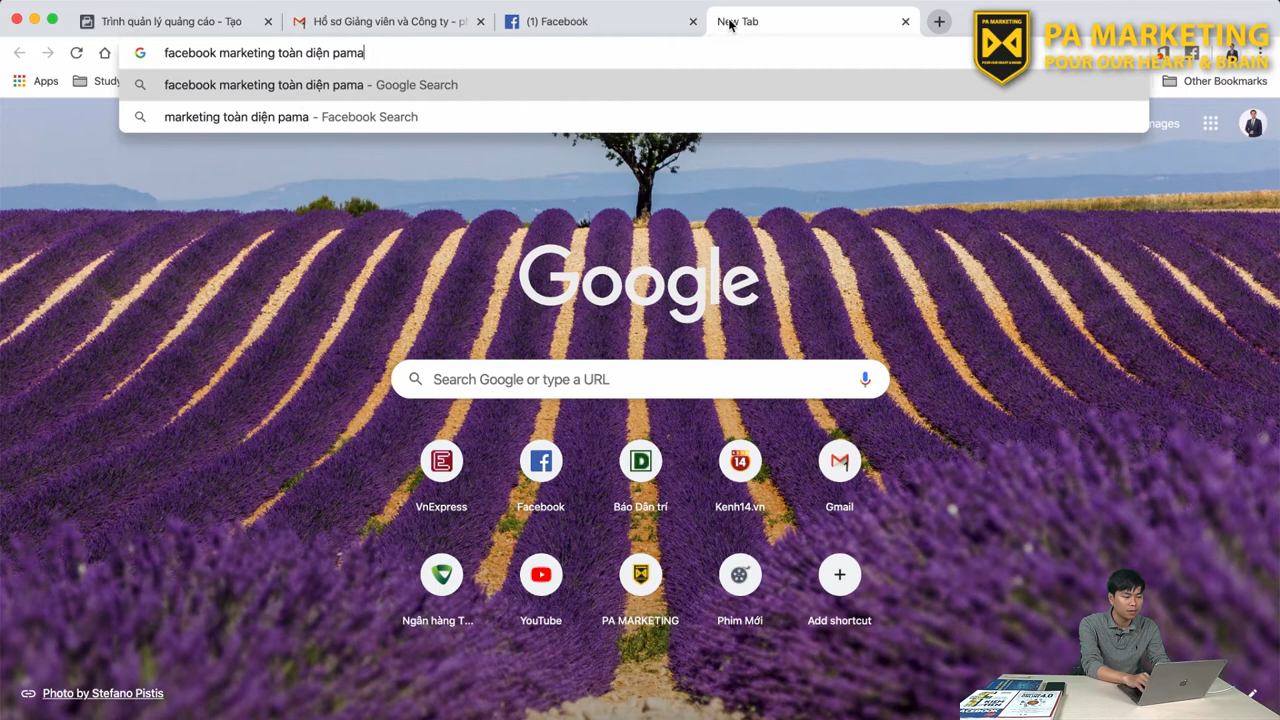 Trình quản lý quảng cáo - Tạo
Hồ sơ Giảng viên và Công ty - p
(1) Facebook
New Tab
PA MARKETING
PA MARKETING
POUR OUR HEART & BRAIN
facebook marketing toàn diện pama
Apps
Study
Other Bookmarks
facebook marketing toàn diện pama - Google Search
marketing toàn diện pama - Facebook Search
Google
Search Google or type a URL
VnExpress
Facebook
Báo Dân trí
Kenh14.vn
Gmail
Ngân hàng T...
YouTube
PA MARKETING
Phim Mới
Add shortcut
Photo by Stefano Pistis